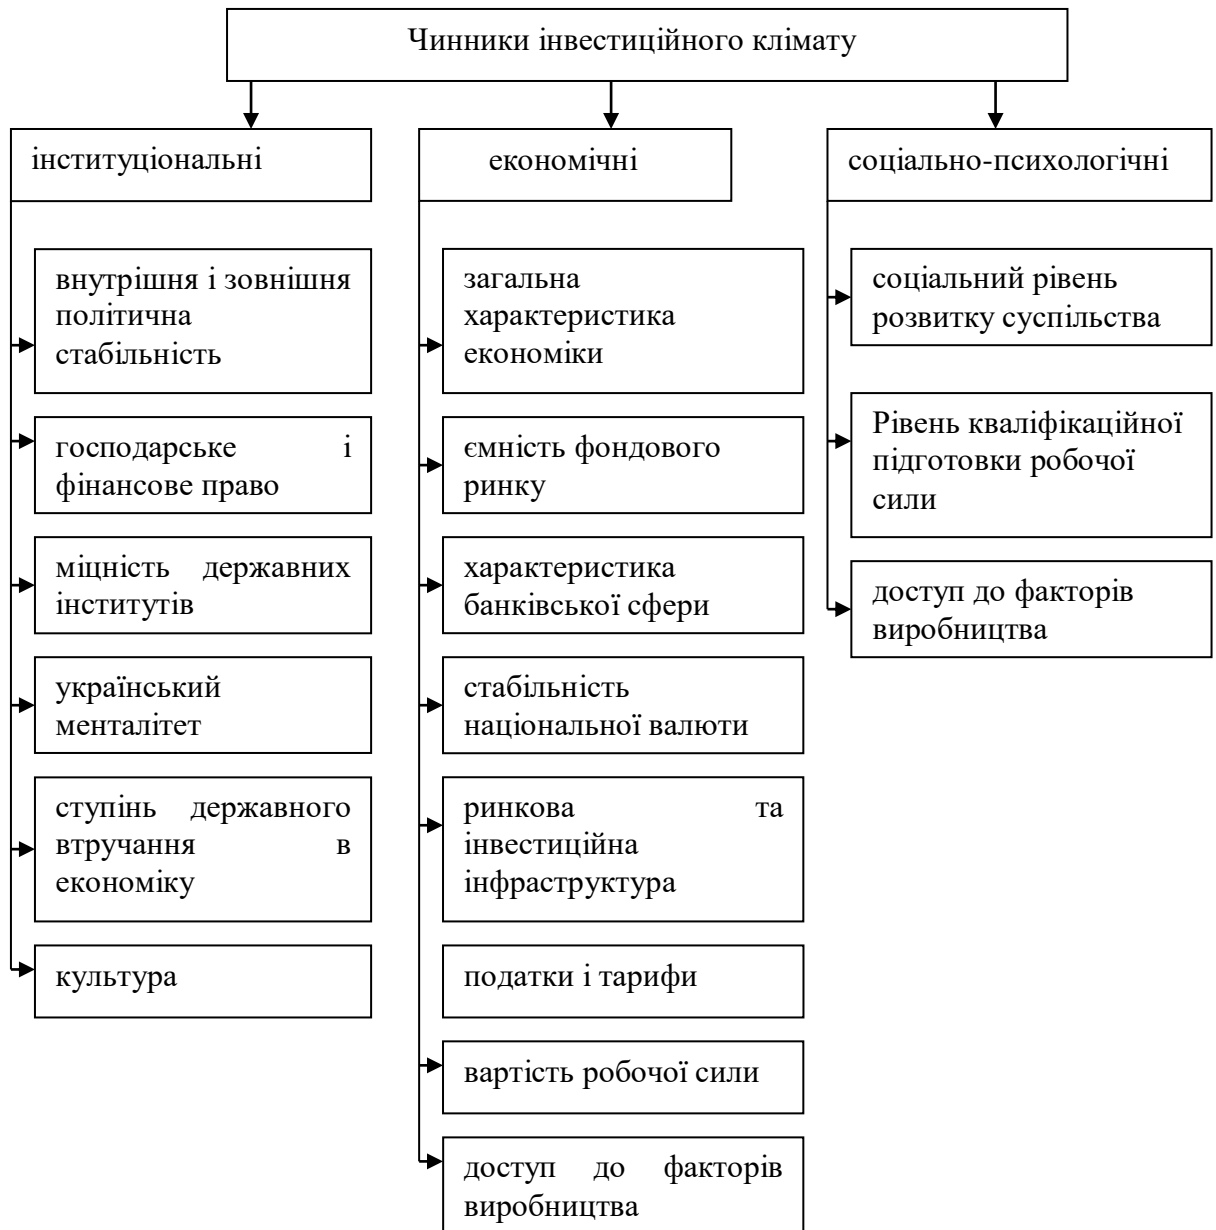 Чинники інвестиційного клімату
інституціональні
внутрішня і зовнішня
політична
стабільність
господарське і
фінансове право
міцність державних
інститутів
український
менталітет
ступінь державного
втручання в
економіку
культура
економічні
загальна
характеристика
економіки
ємність фондового
ринку
характеристика
банківської сфери
стабільність
національної валюти
ринкова та
інвестиційна
інфраструктура
податки і тарифи
вартість робочої сили
доступ до факторів
виробництва
соціально-психологічні
соціальний рівень
розвитку суспільства
Рівень кваліфікаційної
підготовки робочої
сили
доступ до факторів
виробництва